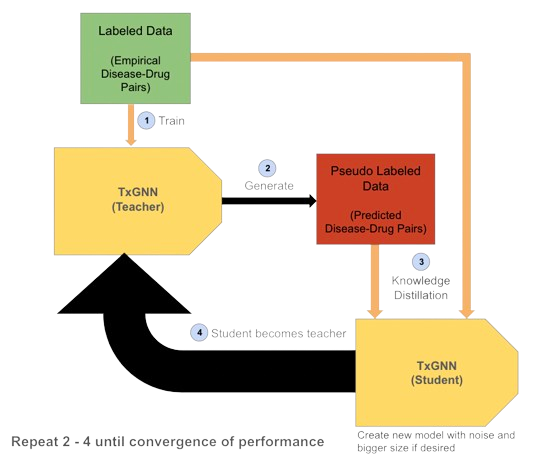 Labeled Data
(Empirical
Disease-Drug
Pairs)
1 Train
TxGNN
(Teacher)
2
Generate
Pseudo Labeled
Data
(Predicted
Disease-Drug Pairs)
3
Knowledge
Distillation
4 Student becomes teacher
TxGNN
(Student)
Create new model with noise and
bigger size if desired
Repeat 2 - 4 until convergence of performance